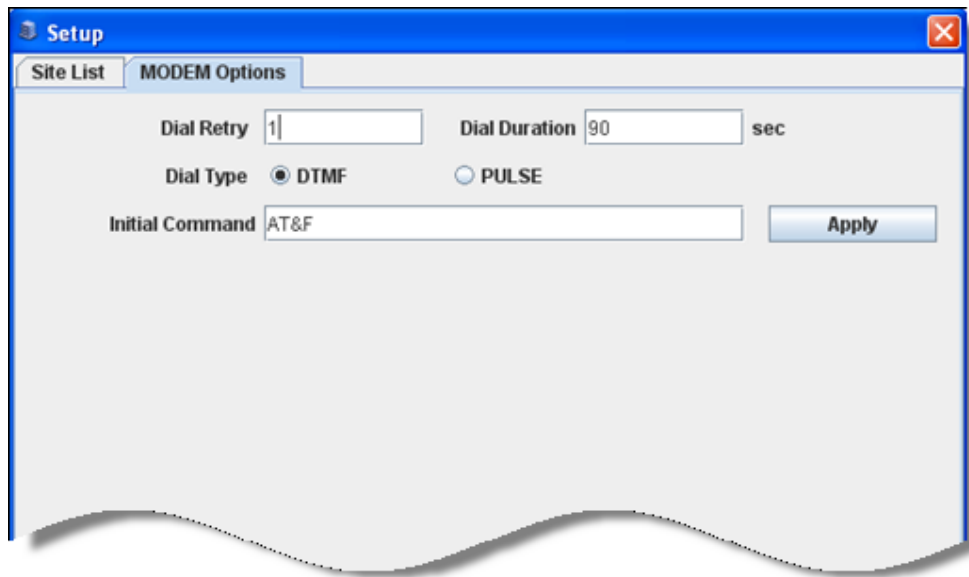 Setup
Site List MODEM Options
Dial Retry 1 Dial Duration 90 sec
Dial Type DTMF PULSE
Initial Command AT&F Apply